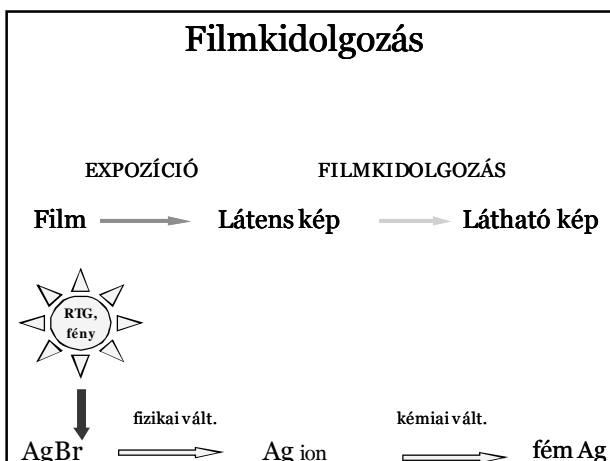 Filmkidolgozás
EXPOZÍCIÓ FILMKIDOLGOZÁS
Film Látens kép Látható kép
RTG,
fény
fizikai vált. kémiai vált.
AgBr Ag ion fém Ag